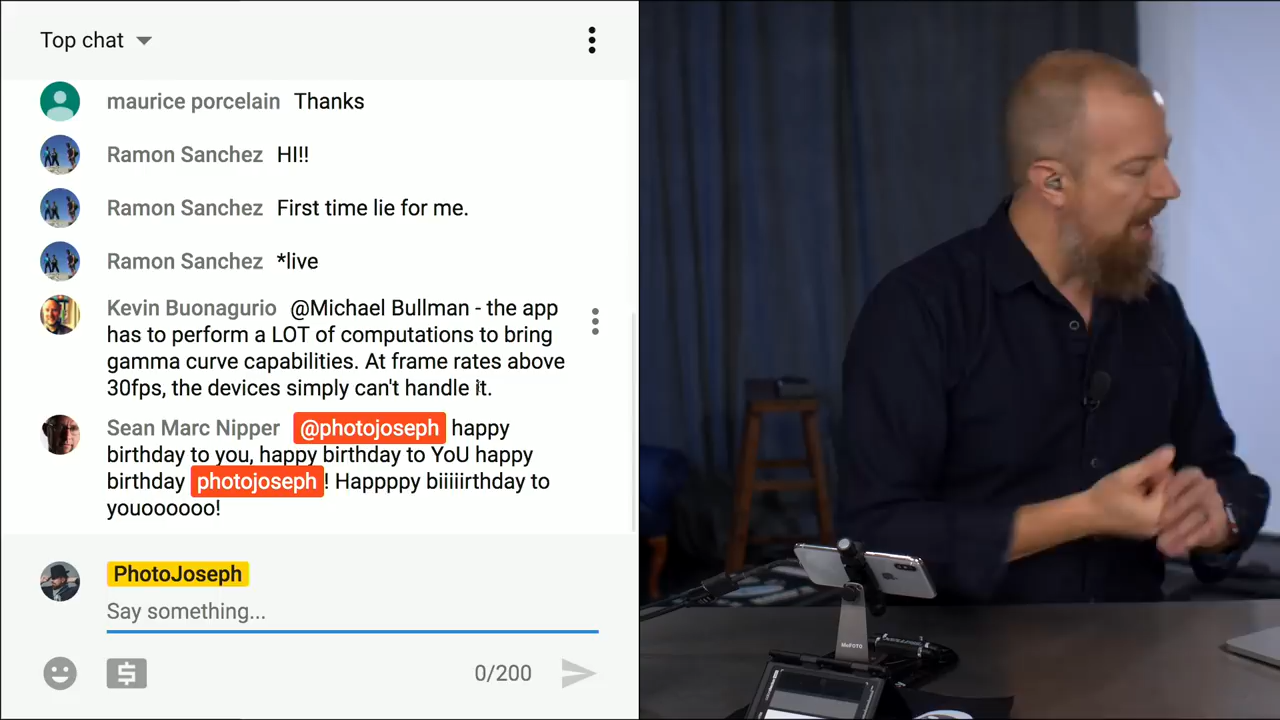 Top chat
maurice porcelain Thanks
Ramon Sanchez HI!!
Ramon Sanchez First time lie for me.
Ramon Sanchez *live
Kevin Buonagurio @Michael Bullman - the app
has to perform a LOT of computations to bring
gamma curve capabilities. At frame rates above
30fps, the devices simply can't handle it.
Sean Marc Nipper @photojoseph happy
birthday to you, happy birthday to YoU happy
birthday photojoseph! Happppy biiiiirthday to
youoooooo!
PhotoJoseph
Say something...
0/200
MeFOTO